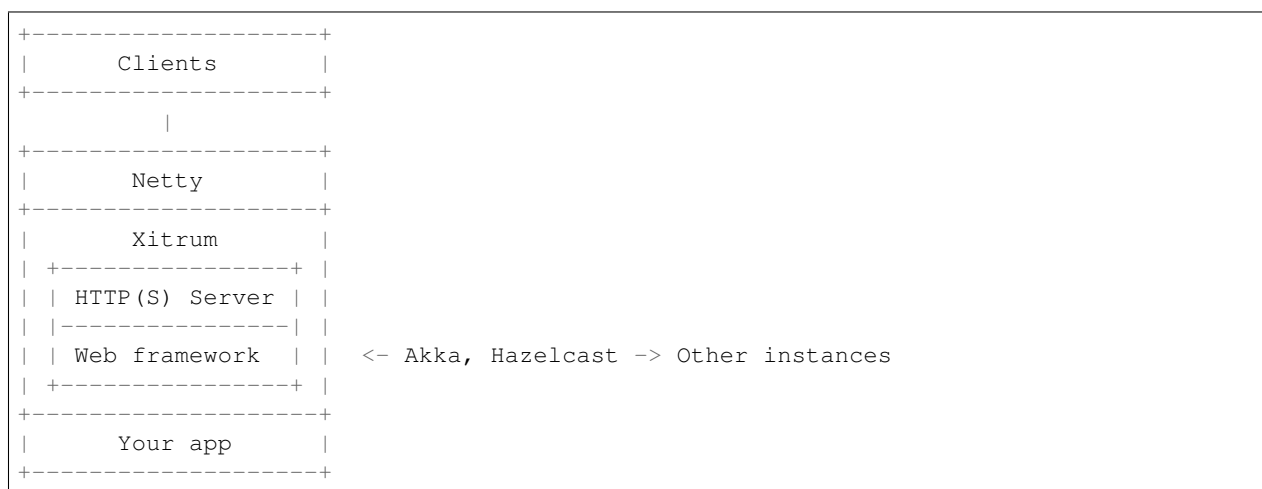 +--------------------+
|      Clients       |
+--------------------+
          |
+--------------------+
|       Netty        |
+--------------------+
|       Xitrum       |
| +----------------+ |
| | HTTP(S) Server | |
| |----------------| |
| | Web framework  | |  <- Akka, Hazelcast -> Other instances
| +----------------+ |
+--------------------+
|      Your app      |
+--------------------+